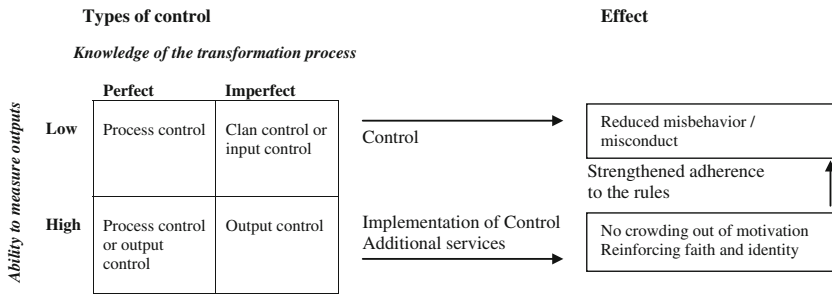 Types of control
Effect
Knowledge of the transformation process
Perfect
Imperfect
Ability to measure outputs
Low
Process control
Clan control or
input control
Control
Reduced misbehavior /
misconduct
Strengthened adherence
to the rules
High
Process control
or output
control
Output control
Implementation of Control
Additional services
No crowding out of motivation
Reinforcing faith and identity